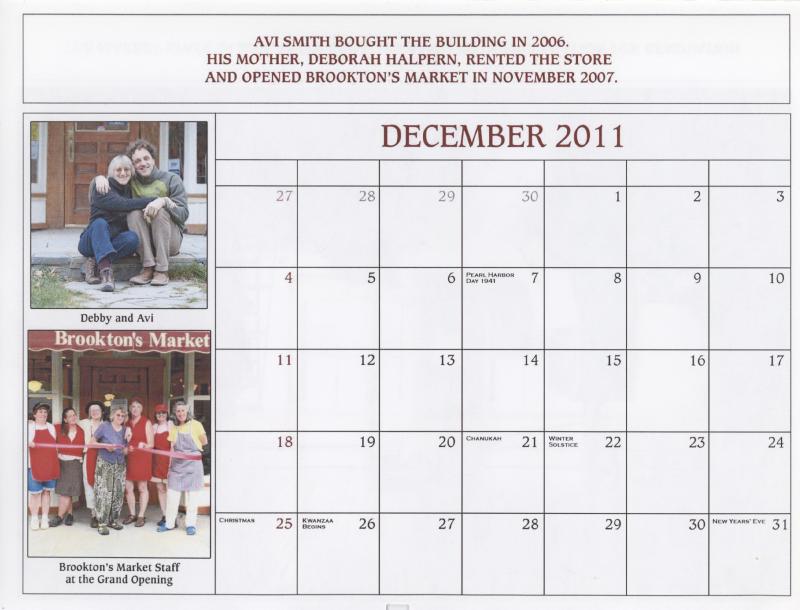 AVI SMITH BOUGHT THE BUILDING IN 2006.
HIS MOTHER, DEBORAH HALPERN, RENTED THE STORE
AND OPENED BROOKTON'S MARKET IN NOVEMBER 2007.
DECEMBER 2011
27 28 29 30 1 2 3
4 5 6 PEARL HARBOR DAY 1941 7 8 9 10
Debby and Avi
Brookton's Market
11 12 13 14 15 16 17
18 19 20 CHANUKAH 21 WINTER SOLSTICE 22 23 24
CHRISTMAS 25 KWANZAA BEGINS 26 27 28 29 30 NEW YEARS' EVE 31
Brookton's Market Staff
at the Grand Opening